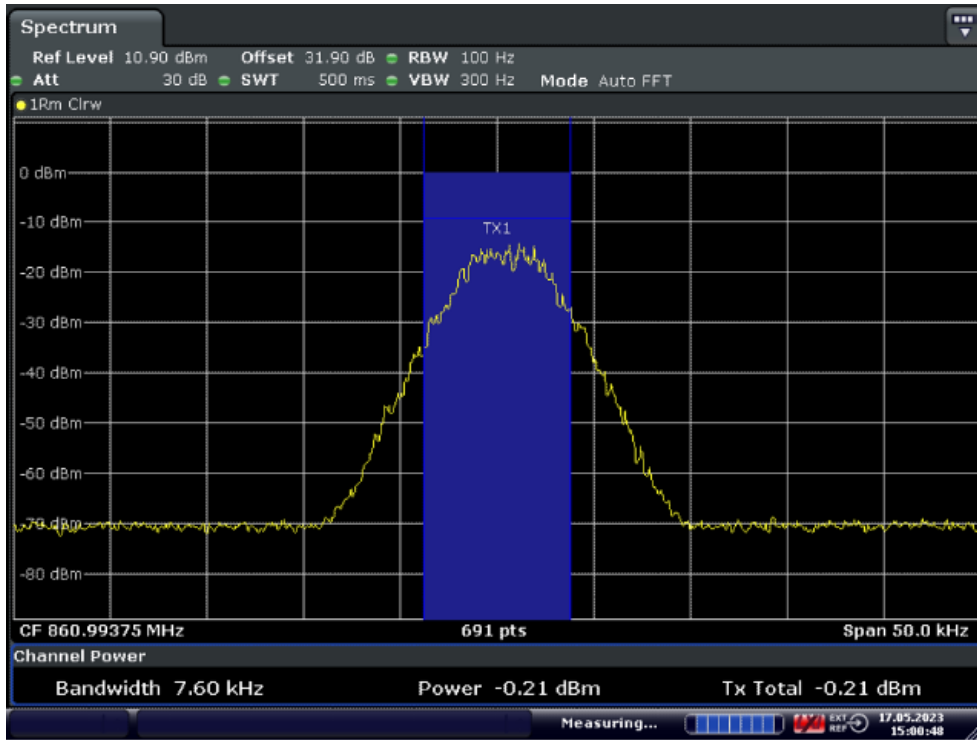 Spectrum
Ref Level 10.90 dBm Offset 31.90 dB RBW 100 Hz
Att 30 dB SWT 500 ms VBW 300 Hz Mode Auto FFT
1Rm Clrw
0 dBm
-10 dBm
TX1
-20 dBm
-30 dBm
-40 dBm
-50 dBm
-60 dBm
-70 dBm
-80 dBm
CF 860.99375 MHz 691 pts Span 50.0 kHz
Channel Power
Bandwidth 7.60 kHz Power -0.21 dBm Tx Total -0.21 dBm
Measuring... EXT REF 17.05.2023
15:00:48